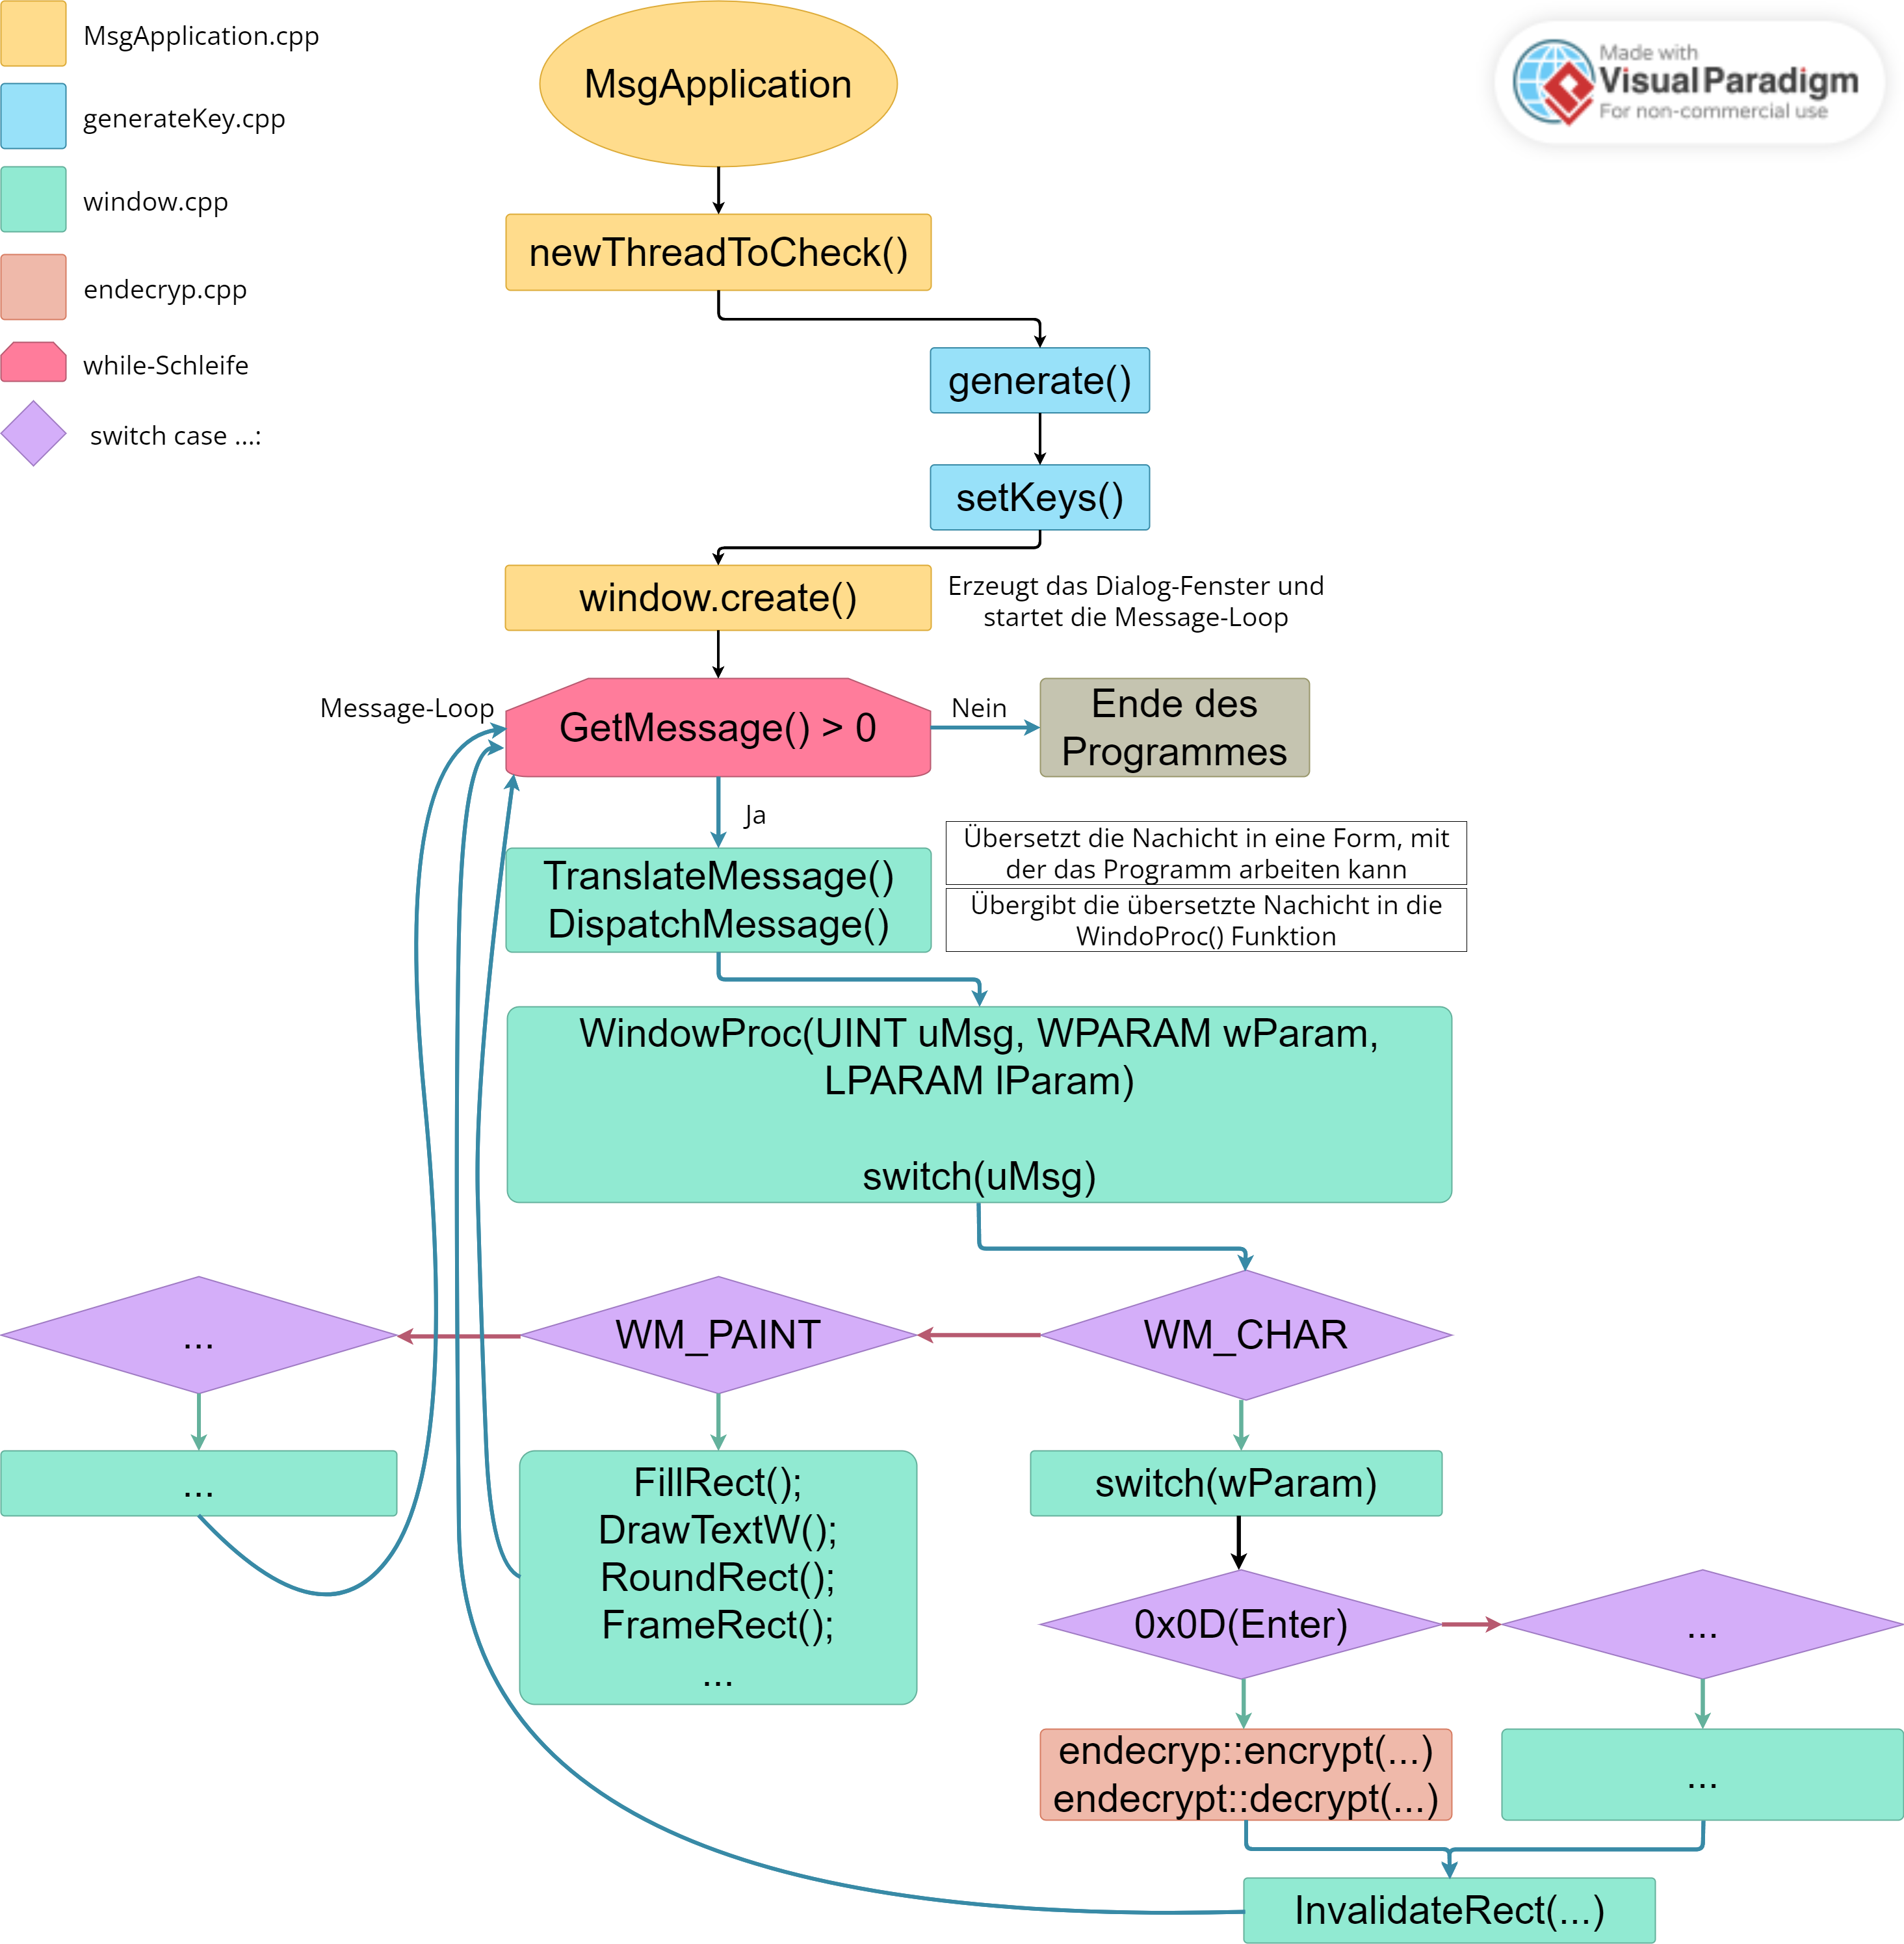 MsgApplication.cpp
generateKey.cpp
window.cpp
endecryp.cpp
while-Schleife
switch case ...:
Made with
Visual Paradigm
For non-commercial use
MsgApplication
newThreadToCheck()
generate()
setKeys()
window.create()
Erzeugt das Dialog-Fenster und
startet die Message-Loop
Message-Loop
GetMessage() > 0
Nein
Ende des
Programmes
Ja
TranslateMessage()
DispatchMessage()
Übersetzt die Nachicht in eine Form, mit
der das Programm arbeiten kann
Übergibt die übersetzte Nachicht in die
WindoProc() Funktion
WindowProc(UINT uMsg, WPARAM wParam,
LPARAM lParam)
switch(uMsg)
...
WM_PAINT
WM_CHAR
...
FillRect();
DrawTextW();
RoundRect();
FrameRect();
...
switch(wParam)
0x0D(Enter)
...
endecryp::encrypt(...)
endecrypt::decrypt(...)
...
InvalidateRect(...)